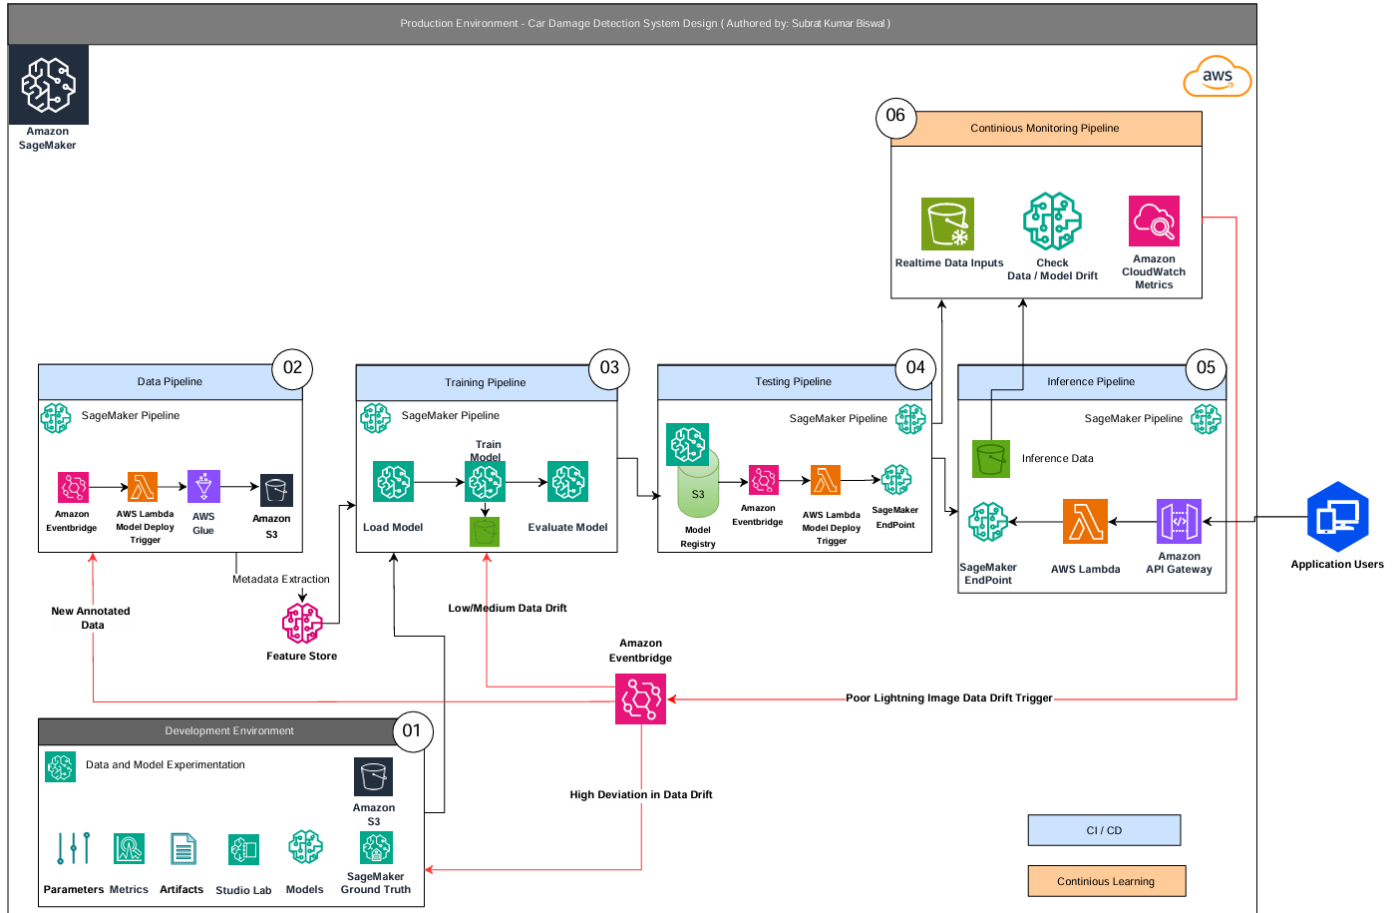 Production Environment - Car Damage Detection System Design ( Authored by: Subrat Kumar Biswal )
Amazon
SageMaker
aws
06
Continious Monitoring Pipeline
Realtime Data Inputs
Check
Data / Model Drift
Amazon
CloudWatch
Metrics
02
Data Pipeline
SageMaker Pipeline
Amazon
Eventbridge
AWS Lambda
Model Deploy
Trigger
AWS
Glue
Amazon
S3
Metadata Extraction
Feature Store
New Annotated
Data
03
Training Pipeline
SageMaker Pipeline
Load Model
Train
Model
Evaluate Model
Low/Medium Data Drift
04
Testing Pipeline
SageMaker Pipeline
S3
Model
Registry
Amazon
Eventbridge
AWS Lambda
Model Deploy
Trigger
SageMaker
EndPoint
05
Inference Pipeline
SageMaker Pipeline
Inference Data
SageMaker
EndPoint
AWS Lambda
Amazon
API Gateway
Application Users
Amazon
Eventbridge
Poor Lightning Image Data Drift Trigger
High Deviation in Data Drift
01
Development Environment
Data and Model Experimentation
Amazon
S3
Parameters
Metrics
Artifacts
Studio Lab
Models
SageMaker
Ground Truth
CI / CD
Continious Learning